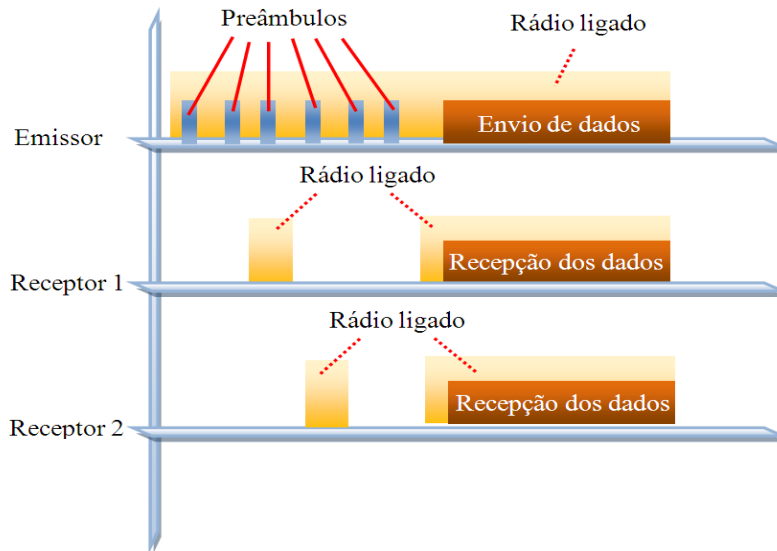 Preâmbulos
Rádio ligado
Emissor
Envio de dados
Rádio ligado
Receptor 1
Recepção dos dados
Rádio ligado
Receptor 2
Recepção dos dados